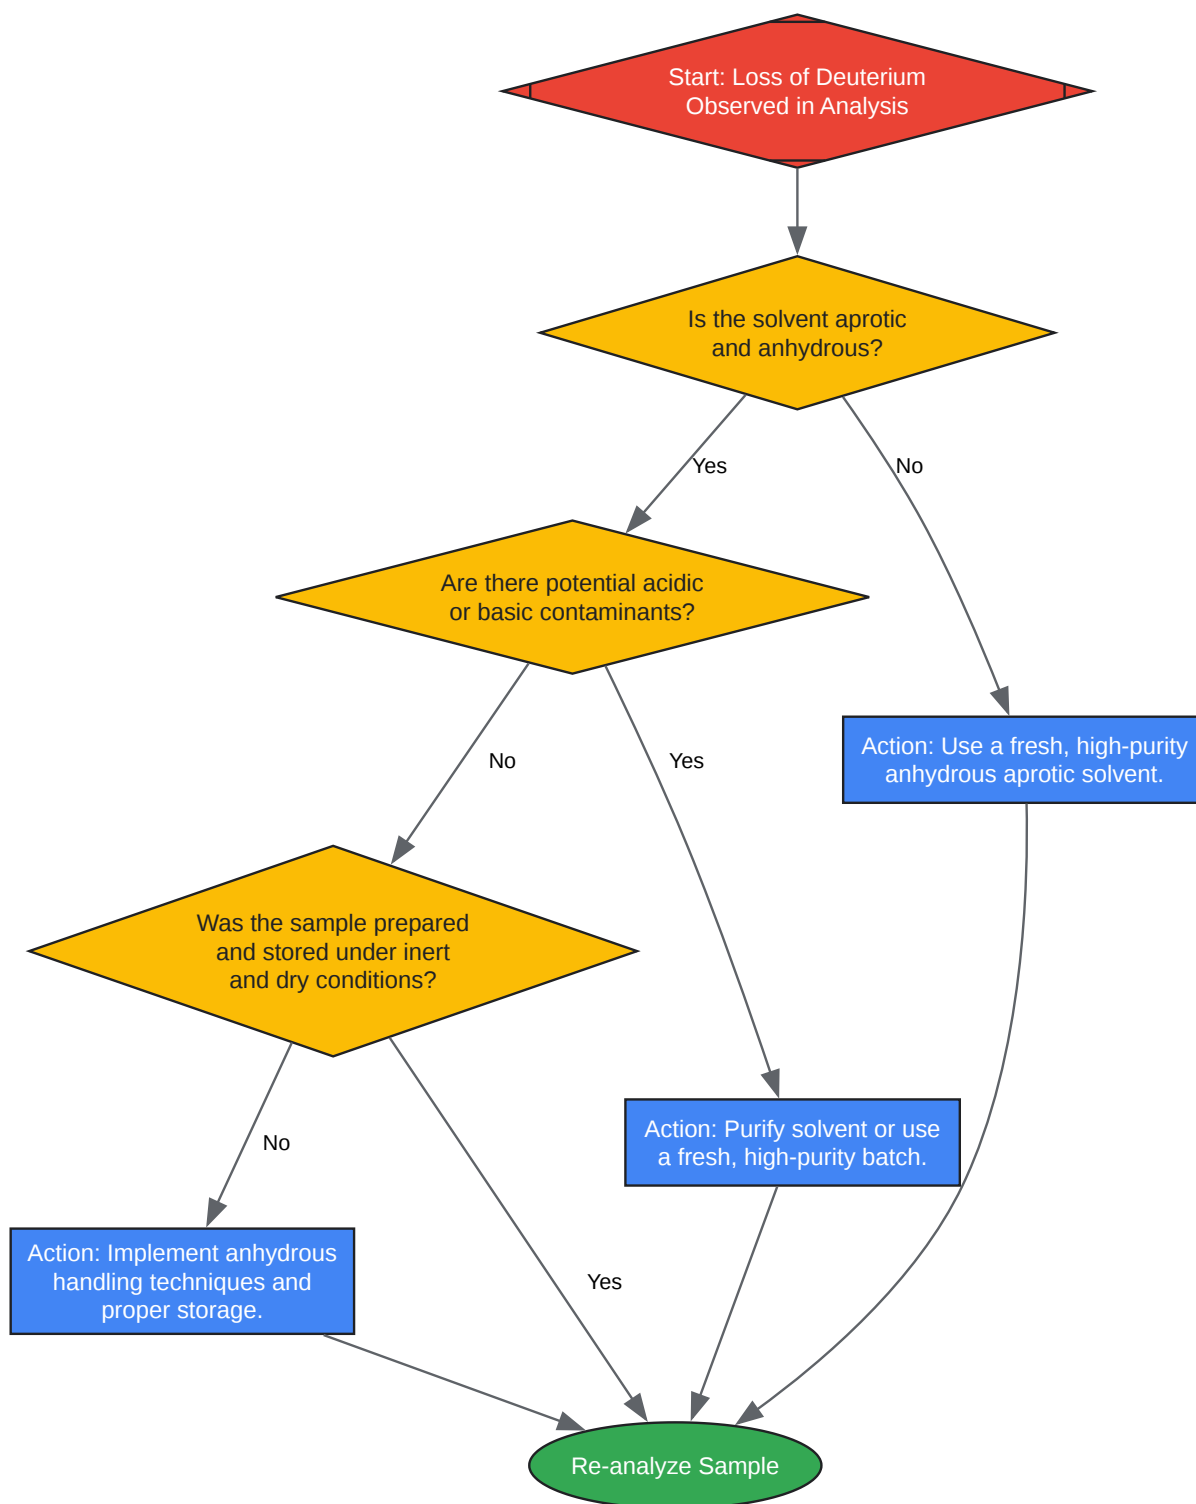 Start: Loss of Deuterium
Observed in Analysis
Is the solvent aprotic
and anhydrous?
Yes
No
Are there potential acidic
or basic contaminants?
No
Yes
Action: Use a fresh, high-purity
anhydrous aprotic solvent.
Was the sample prepared
and stored under inert
and dry conditions?
No
Yes
Action: Purify solvent or use
a fresh, high-purity batch.
Action: Implement anhydrous
handling techniques and
proper storage.
Re-analyze Sample